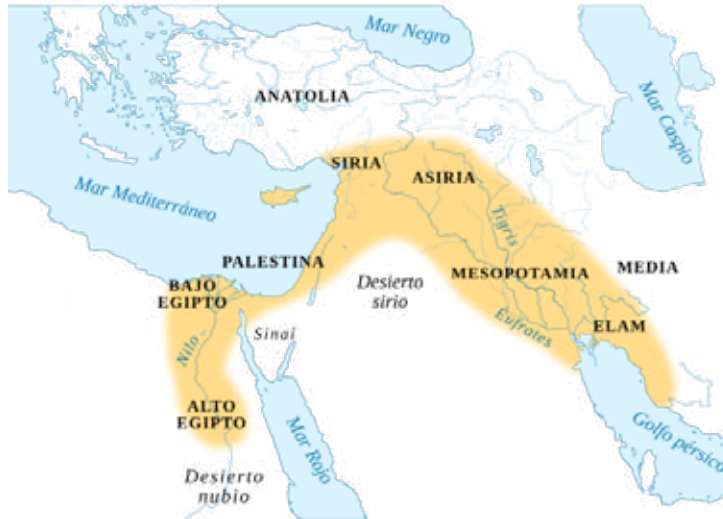 Mar Negro
Mar Caspio
ANATOLIA
SIRIA
ASIRIA
Mar Mediterráneo
Tigris
PALESTINA
MEDIA
MESOPOTAMIA
Desierto
sirio
BAJO
EGIPTO
Éufrates
ELAM
Sinaí
Nilo
ALTO
EGIPTO
Mar Rojo
Golfo pérsico
Desierto
nubio